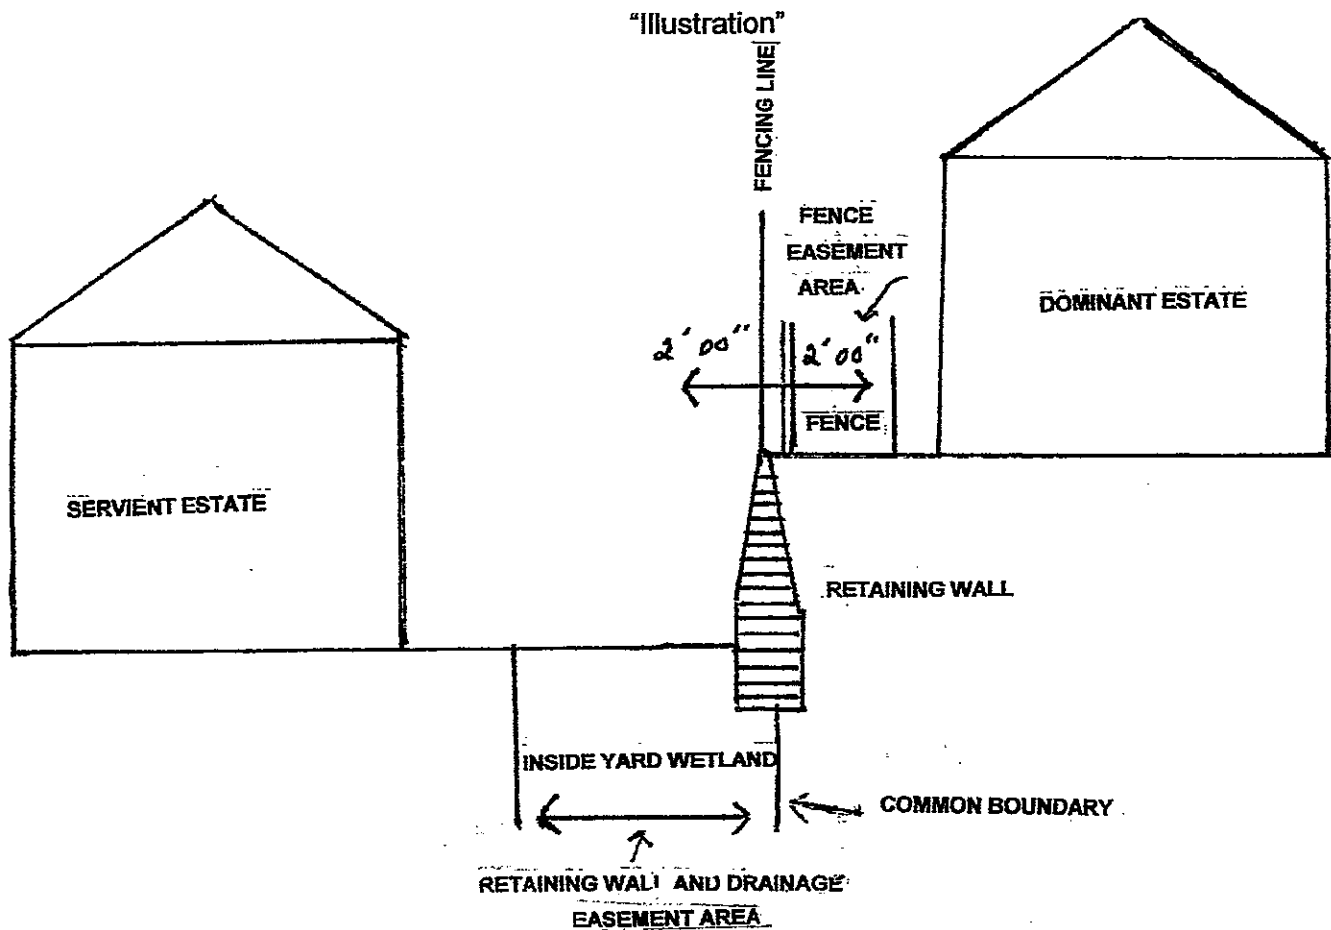 "Illustration"
FENCING LINE
FENCE
EASEMENT
AREA
DOMINANT ESTATE
2' 00"
2' 00"
FENCE
SERVIENT ESTATE
RETAINING WALL
INSIDE YARD WETLAND
COMMON BOUNDARY
RETAINING WALL AND DRAINAGE
EASEMENT AREA